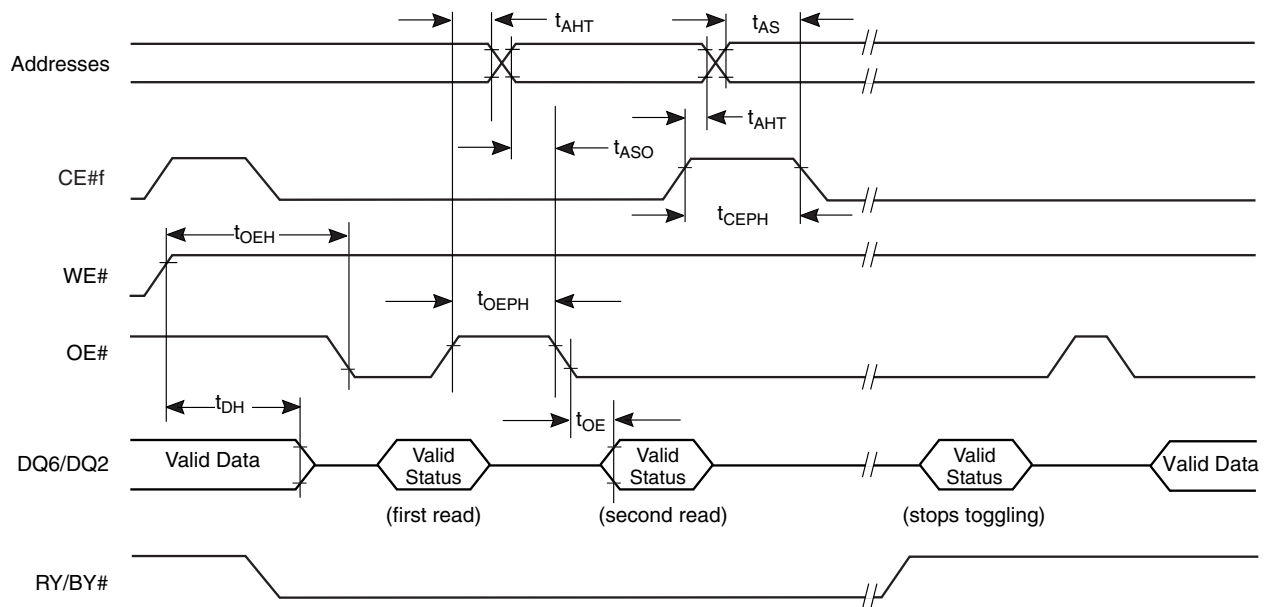 tAHT
tAS
Addresses
tAHT
tASO
CE#f
tCEPH
tOEH
WE#
tOEPH
OE#
tDH
tOE
DQ6/DQ2
Valid Data
Valid
Status
Valid
Status
Valid
Status
Valid Data
(first read)
(second read)
(stops toggling)
RY/BY#